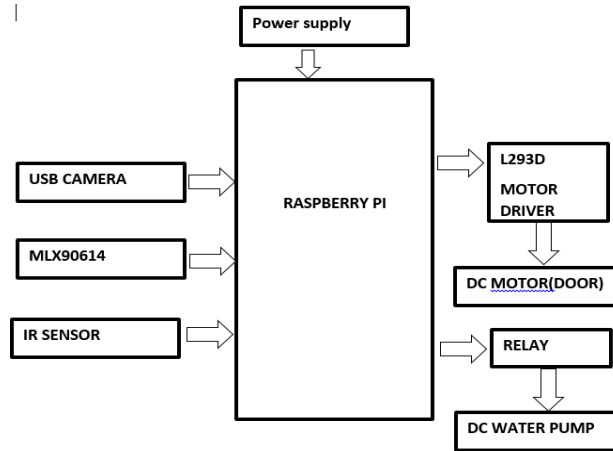 Power supply
USB CAMERA
MLX90614
IR SENSOR
RASPBERRY PI
L293D
MOTOR
DRIVER
DC MOTOR(DOOR)
RELAY
DC WATER PUMP